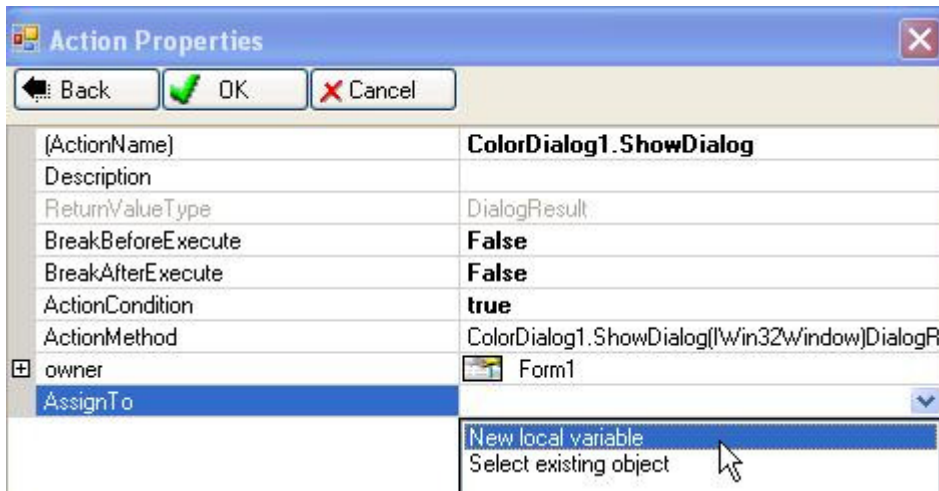 Action Properties
Back OK Cancel
(ActionName) ColorDialog1.ShowDialog
Description
ReturnValueType DialogResult
BreakBeforeExecute False
BreakAfterExecute False
ActionCondition true
ActionMethod ColorDialog1.ShowDialog(IWin32Window)DialogR
owner Form1
AssignTo
New local variable
Select existing object